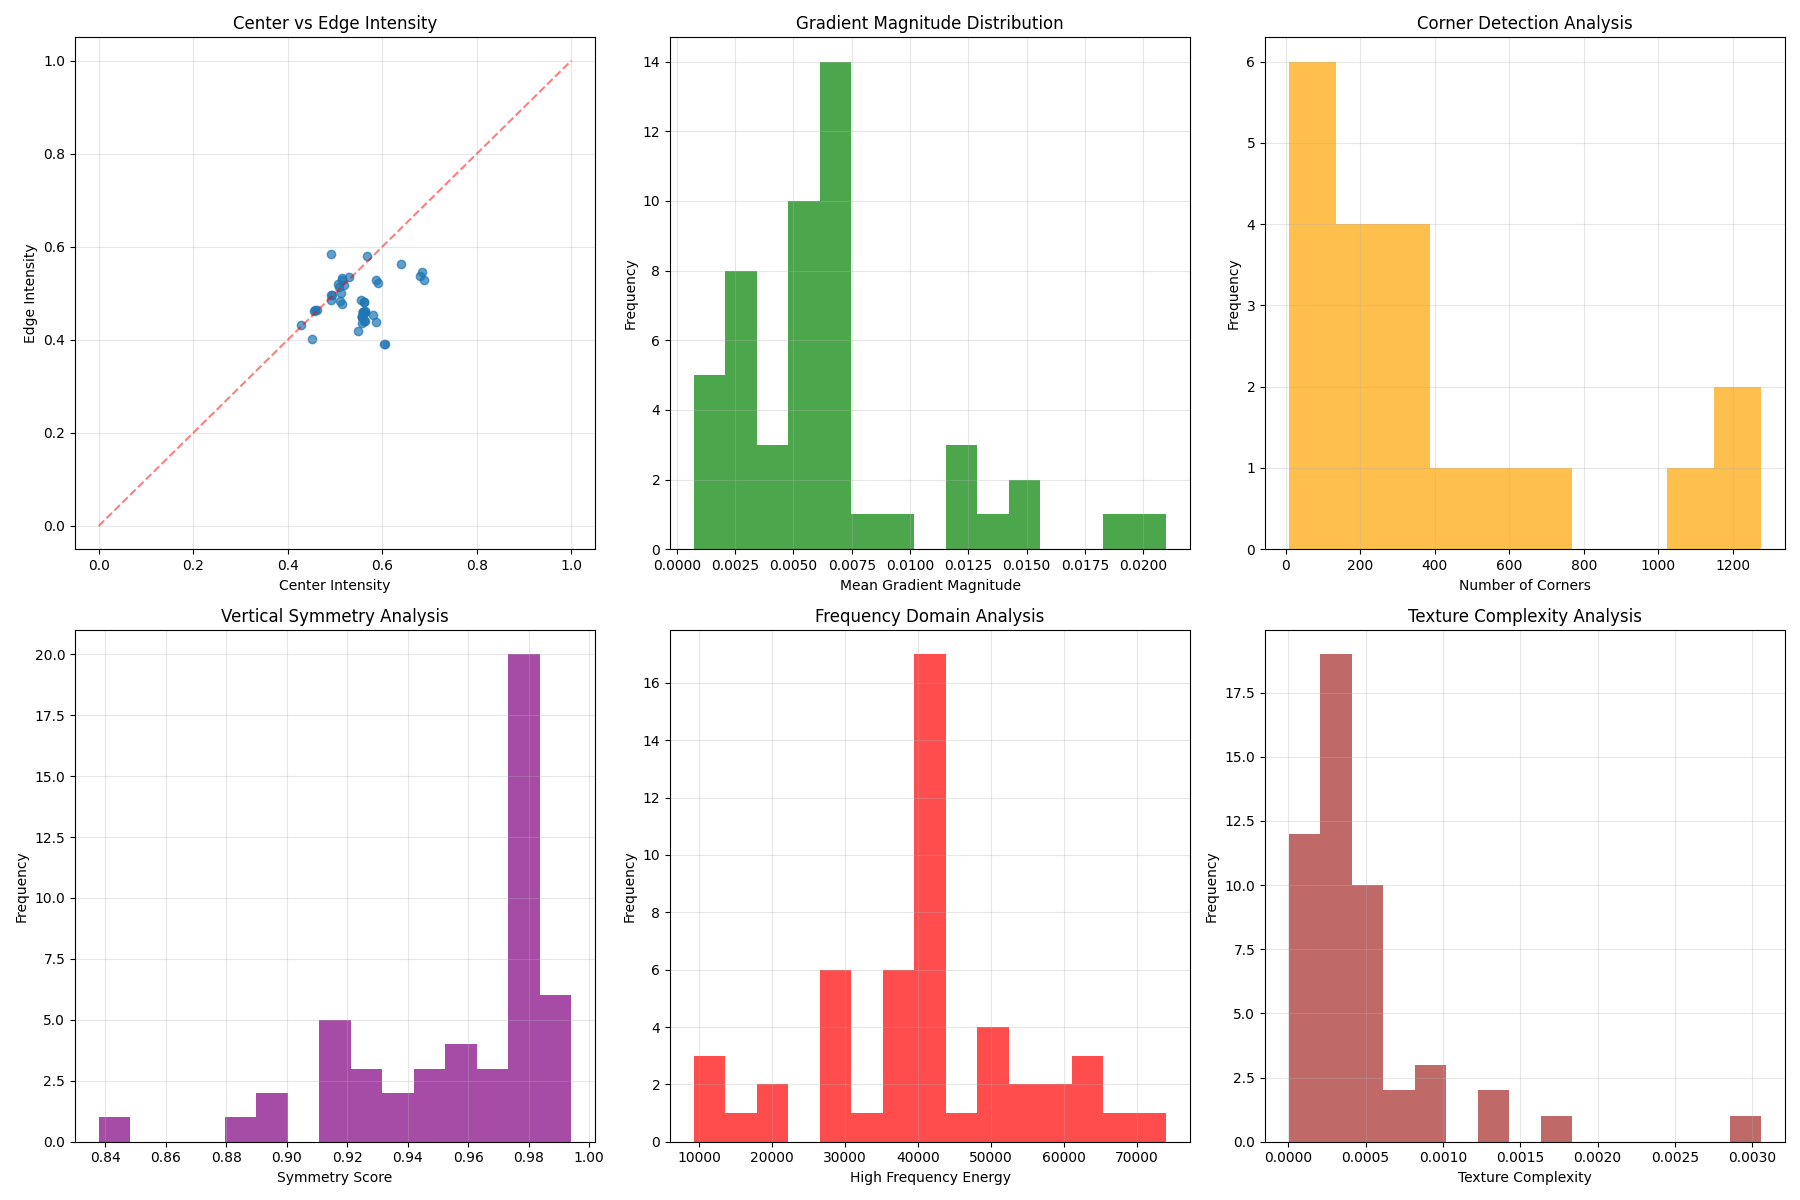 Center vs Edge Intensity
Edge Intensity
1.0
0.8
0.6
0.4
0.2
0.0
0.0 0.2 0.4 0.6 0.8 1.0
Center Intensity
Gradient Magnitude Distribution
Frequency
14
12
10
8
6
4
2
0
0.0000 0.0025 0.0050 0.0075 0.0100 0.0125 0.0150 0.0175 0.0200
Mean Gradient Magnitude
Corner Detection Analysis
Frequency
6
5
4
3
2
1
0
0 200 400 600 800 1000 1200
Number of Corners
Vertical Symmetry Analysis
Frequency
20.0
17.5
15.0
12.5
10.0
7.5
5.0
2.5
0.0
0.84 0.86 0.88 0.90 0.92 0.94 0.96 0.98 1.00
Symmetry Score
Frequency Domain Analysis
Frequency
16
14
12
10
8
6
4
2
0
10000 20000 30000 40000 50000 60000 70000
High Frequency Energy
Texture Complexity Analysis
Frequency
17.5
15.0
12.5
10.0
7.5
5.0
2.5
0.0
0.0000 0.0005 0.0010 0.0015 0.0020 0.0025 0.0030
Texture Complexity